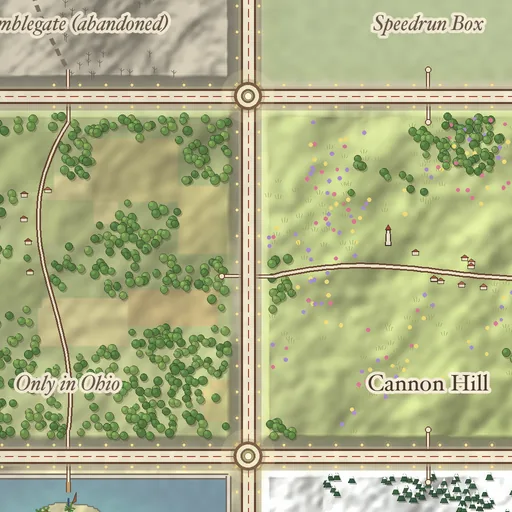 mblegate (abandoned)
Speedrun Box
Only in Ohio
Cannon Hill